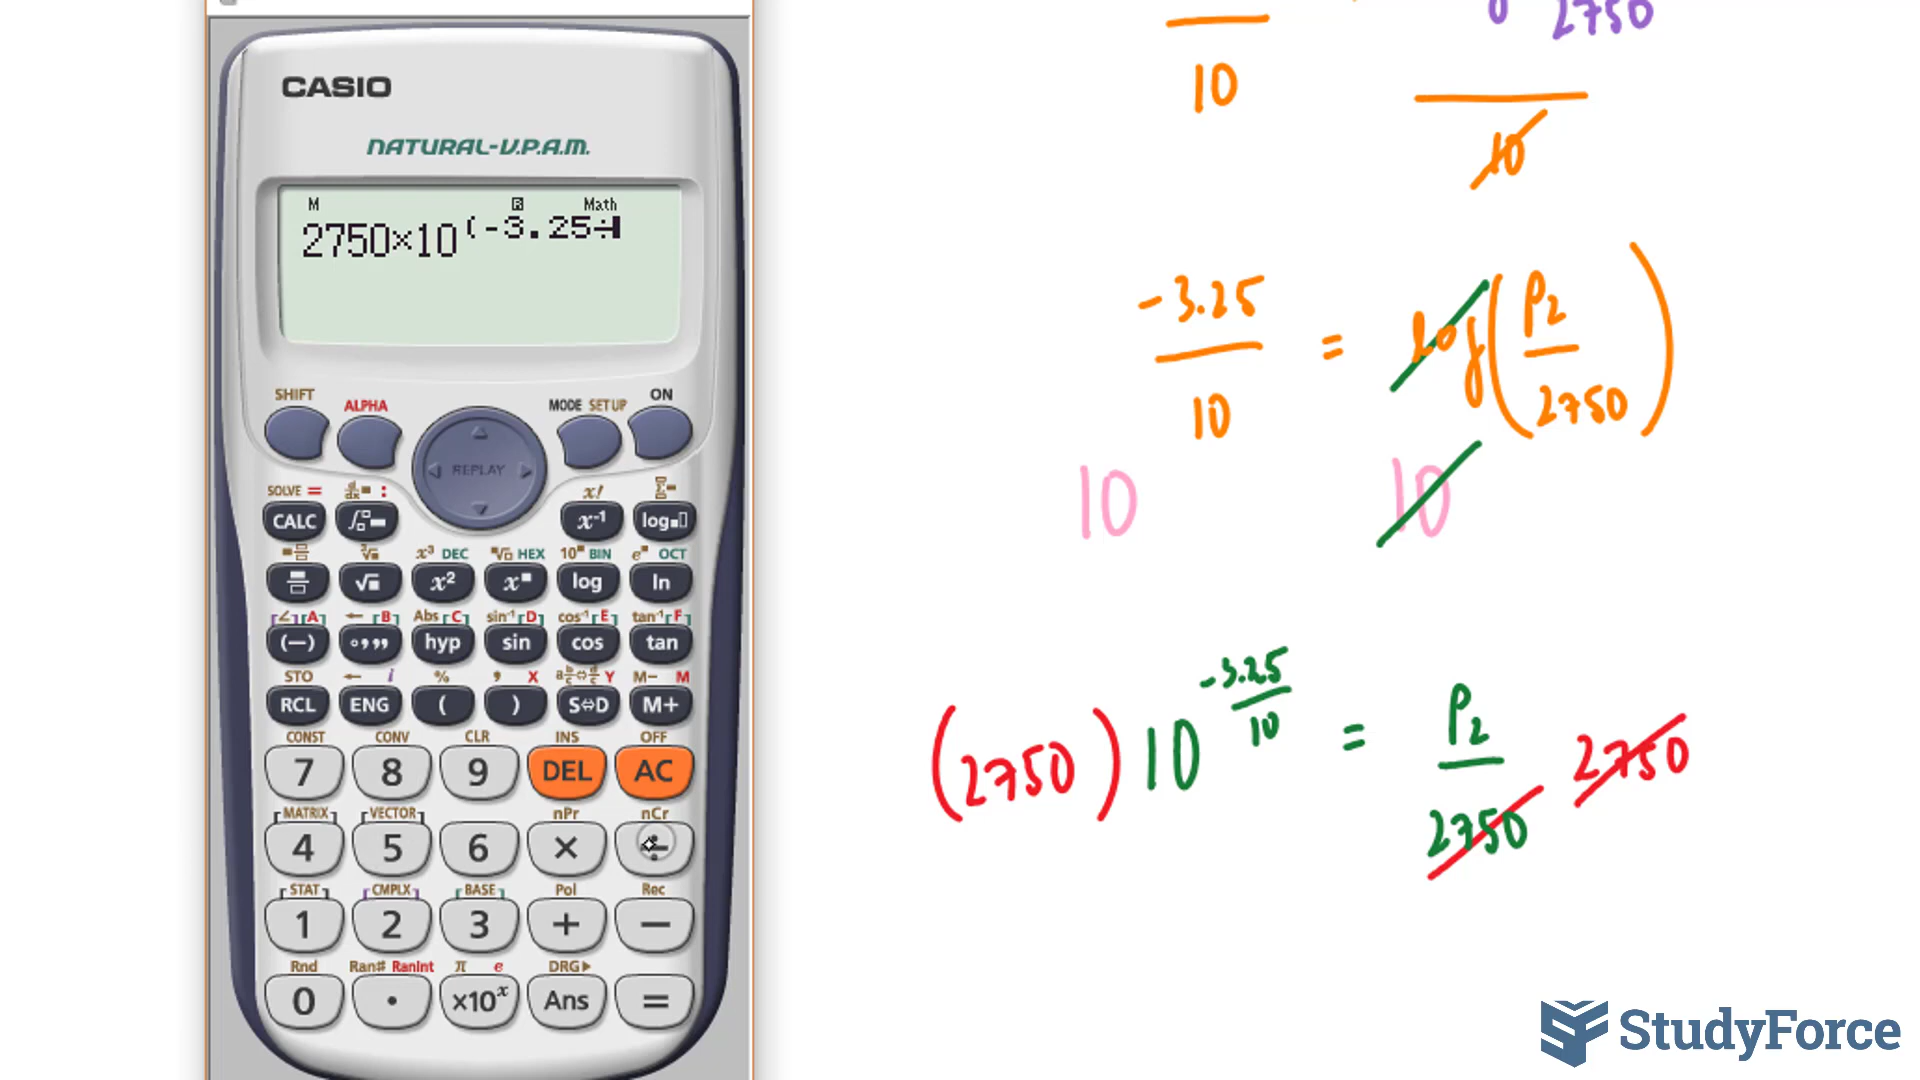 CASIO
NATURAL-V.P.A.M.
M R Math
2750×10(-3.25÷
SHIFT ALPHA MODE SETUP ON
REPLAY
SOLVE = d/dx : x! Σ
CALC ∫ x⁻¹ log
√ x³ DEC √ HEX 10 BIN e OCT
√ x² x log ln
∠ A ← B Abs C sin⁻¹ D cos⁻¹ E tan⁻¹ F
(−) °,,, hyp sin cos tan
STO ← i % , X a b/c⇔d/c Y M− M
RCL ENG ( ) S⇔D M+
CONST CONV CLR INS OFF
7 8 9 DEL AC
MATRIX VECTOR nPr nCr
4 5 6 × ÷
STAT CMPLX BASE Pol Rec
1 2 3 + −
Rnd Ran# RanInt π e DRG▶
0 . ×10ˣ Ans =
2750
10 10
-3.25/10 = log(P₂/2750)
10 10
(2750) 10^(-3.25/10) = P₂/2750 2750
StudyForce